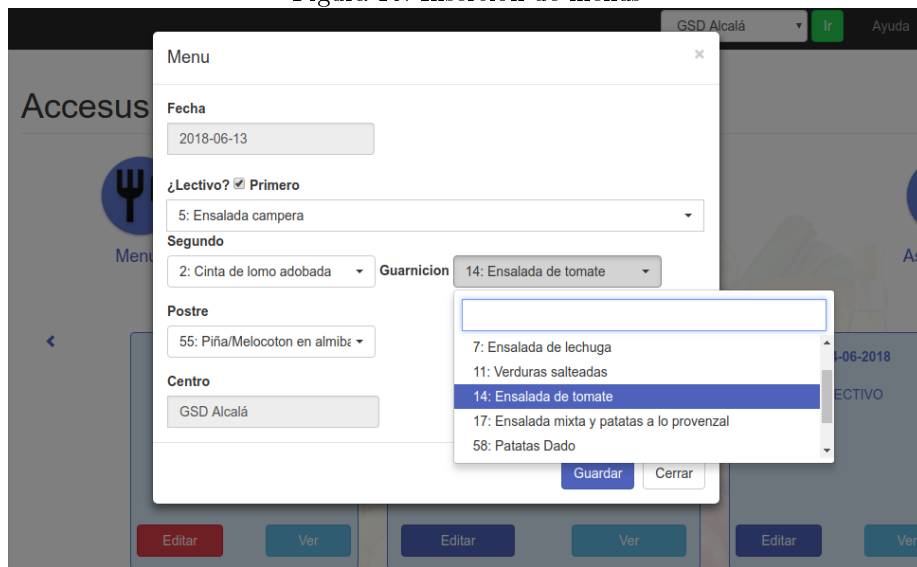 GSD Alcalá Ir Ayuda
Menu ×
Accesus
Fecha
2018-06-13
¿Lectivo? Primero
5: Ensalada campera
Segundo
2: Cinta de lomo adobada Guarnicion 14: Ensalada de tomate
Postre
55: Piña/Melocoton en almiba
7: Ensalada de lechuga
11: Verduras salteadas
14: Ensalada de tomate
17: Ensalada mixta y patatas a lo provenzal
58: Patatas Dado
Centro
GSD Alcalá
-06-2018
ECTIVO
Guardar Cerrar
Editar Ver Editar Ver Editar Ver
Menu